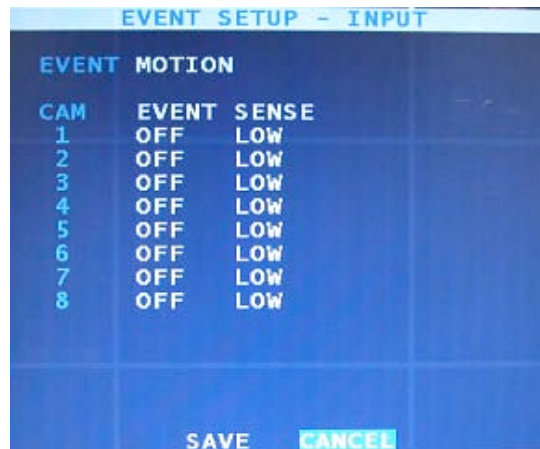 EVENT SETUP - INPUT
EVENT MOTION
CAM EVENT SENSE
1 OFF LOW
2 OFF LOW
3 OFF LOW
4 OFF LOW
5 OFF LOW
6 OFF LOW
7 OFF LOW
8 OFF LOW
SAVE CANCEL